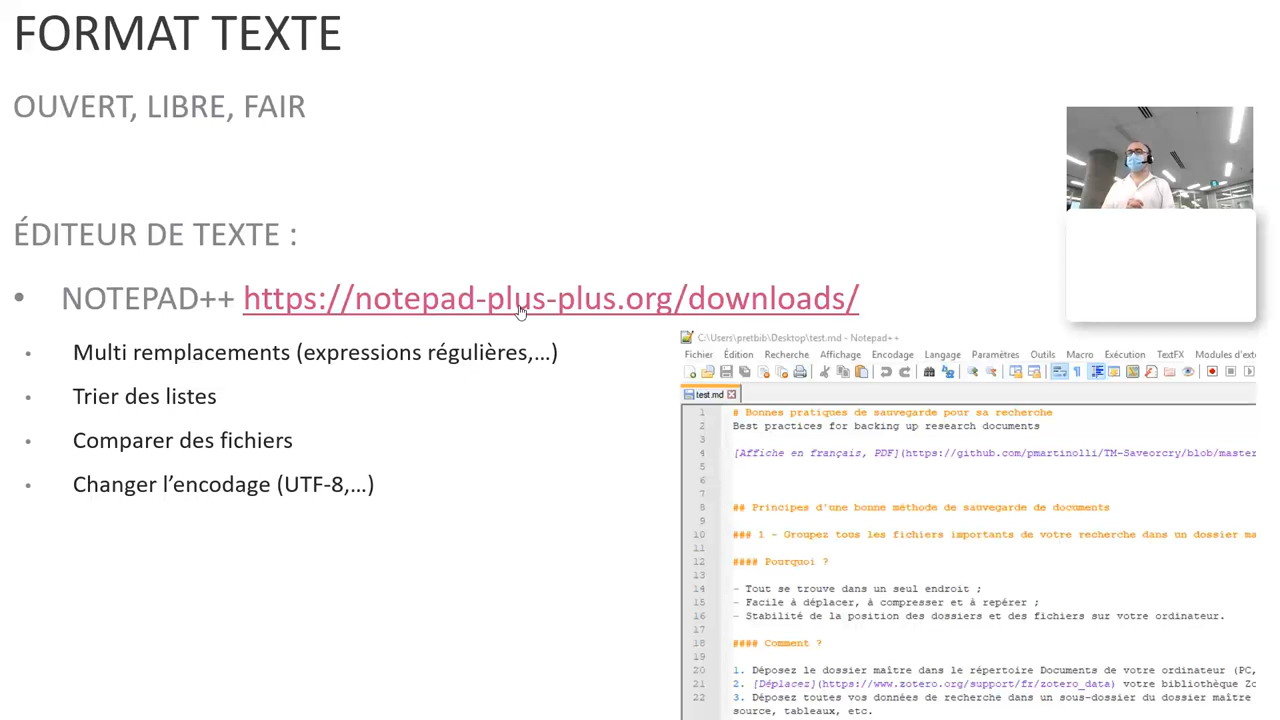 FORMAT TEXTE
OUVERT, LIBRE, FAIR
ÉDITEUR DE TEXTE :
• NOTEPAD++ https://notepad-plus-plus.org/downloads/
• Multi remplacements (expressions régulières,…)
• Trier des listes
• Comparer des fichiers
• Changer l’encodage (UTF-8,…)
C:\Users\pretbib\Desktop\test.md - Notepad++
Fichier Édition Recherche Affichage Encodage Langage Paramètres Outils Macro Exécution TextFX Modules d'exte
test.md
1 # Bonnes pratiques de sauvegarde pour sa recherche
2 Best practices for backing up research documents
3
4 [Affiche en français, PDF](https://github.com/pmartinolli/TM-Saveorcry/blob/master
5
6
7
8 ## Principes d'une bonne méthode de sauvegarde de documents
9
10 ### 1 - Groupez tous les fichiers importants de votre recherche dans un dossier ma
11
12 #### Pourquoi ?
13
14 - Tout se trouve dans un seul endroit ;
15 - Facile à déplacer, à compresser et à repérer ;
16 - Stabilité de la position des dossiers et des fichiers sur votre ordinateur.
17
18 #### Comment ?
19
20 1. Déposez le dossier maître dans le répertoire Documents de votre ordinateur (PC,
21 2. [Déplacez](https://www.zotero.org/support/fr/zotero_data) votre bibliothèque Zo
22 3. Déposez toutes vos données de recherche dans un sous-dossier du dossier maître
source, tableaux, etc.